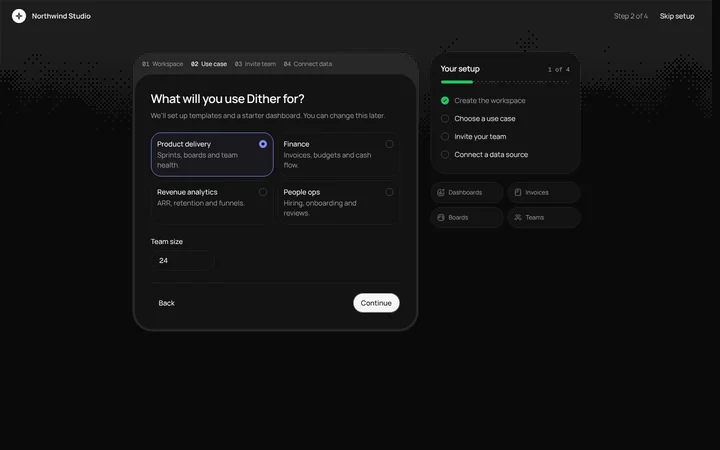 Northwind Studio
Step 2 of 4
Skip setup
01 Workspace
02 Use case
03 Invite team
04 Connect data
What will you use Dither for?
We'll set up templates and a starter dashboard. You can change this later.
Product delivery
Sprints, boards and team
health.
Finance
Invoices, budgets and cash
flow.
Revenue analytics
ARR, retention and funnels.
People ops
Hiring, onboarding and
reviews.
Team size
24
Back
Continue
Your setup
1 of 4
Create the workspace
Choose a use case
Invite your team
Connect a data source
Dashboards
Invoices
Boards
Teams